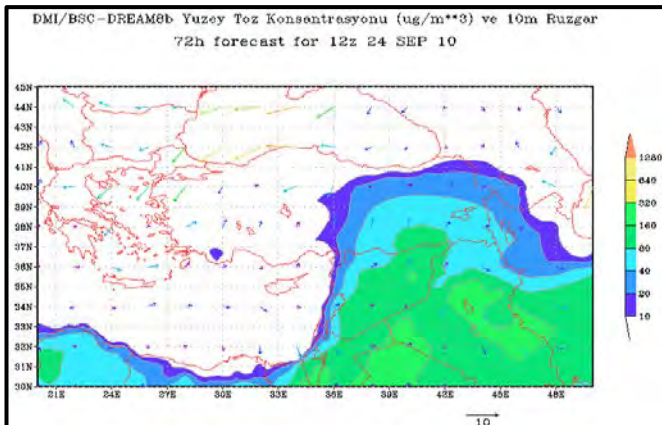 DMI/BSC-DREAM8b Yuzey Toz Konsantrasyonu (ug/m**3) ve 10m Ruzgar
72h forecast for 12z 24 SEP 10
45N
44N
43N
42N
41N
40N
39N
38N
37N
36N
35N
34N
33N
32N
31N
30N
21E 24E 27E 30E 33E 36E 39E 42E 45E 48E
1280
640
320
160
80
40
20
10
10